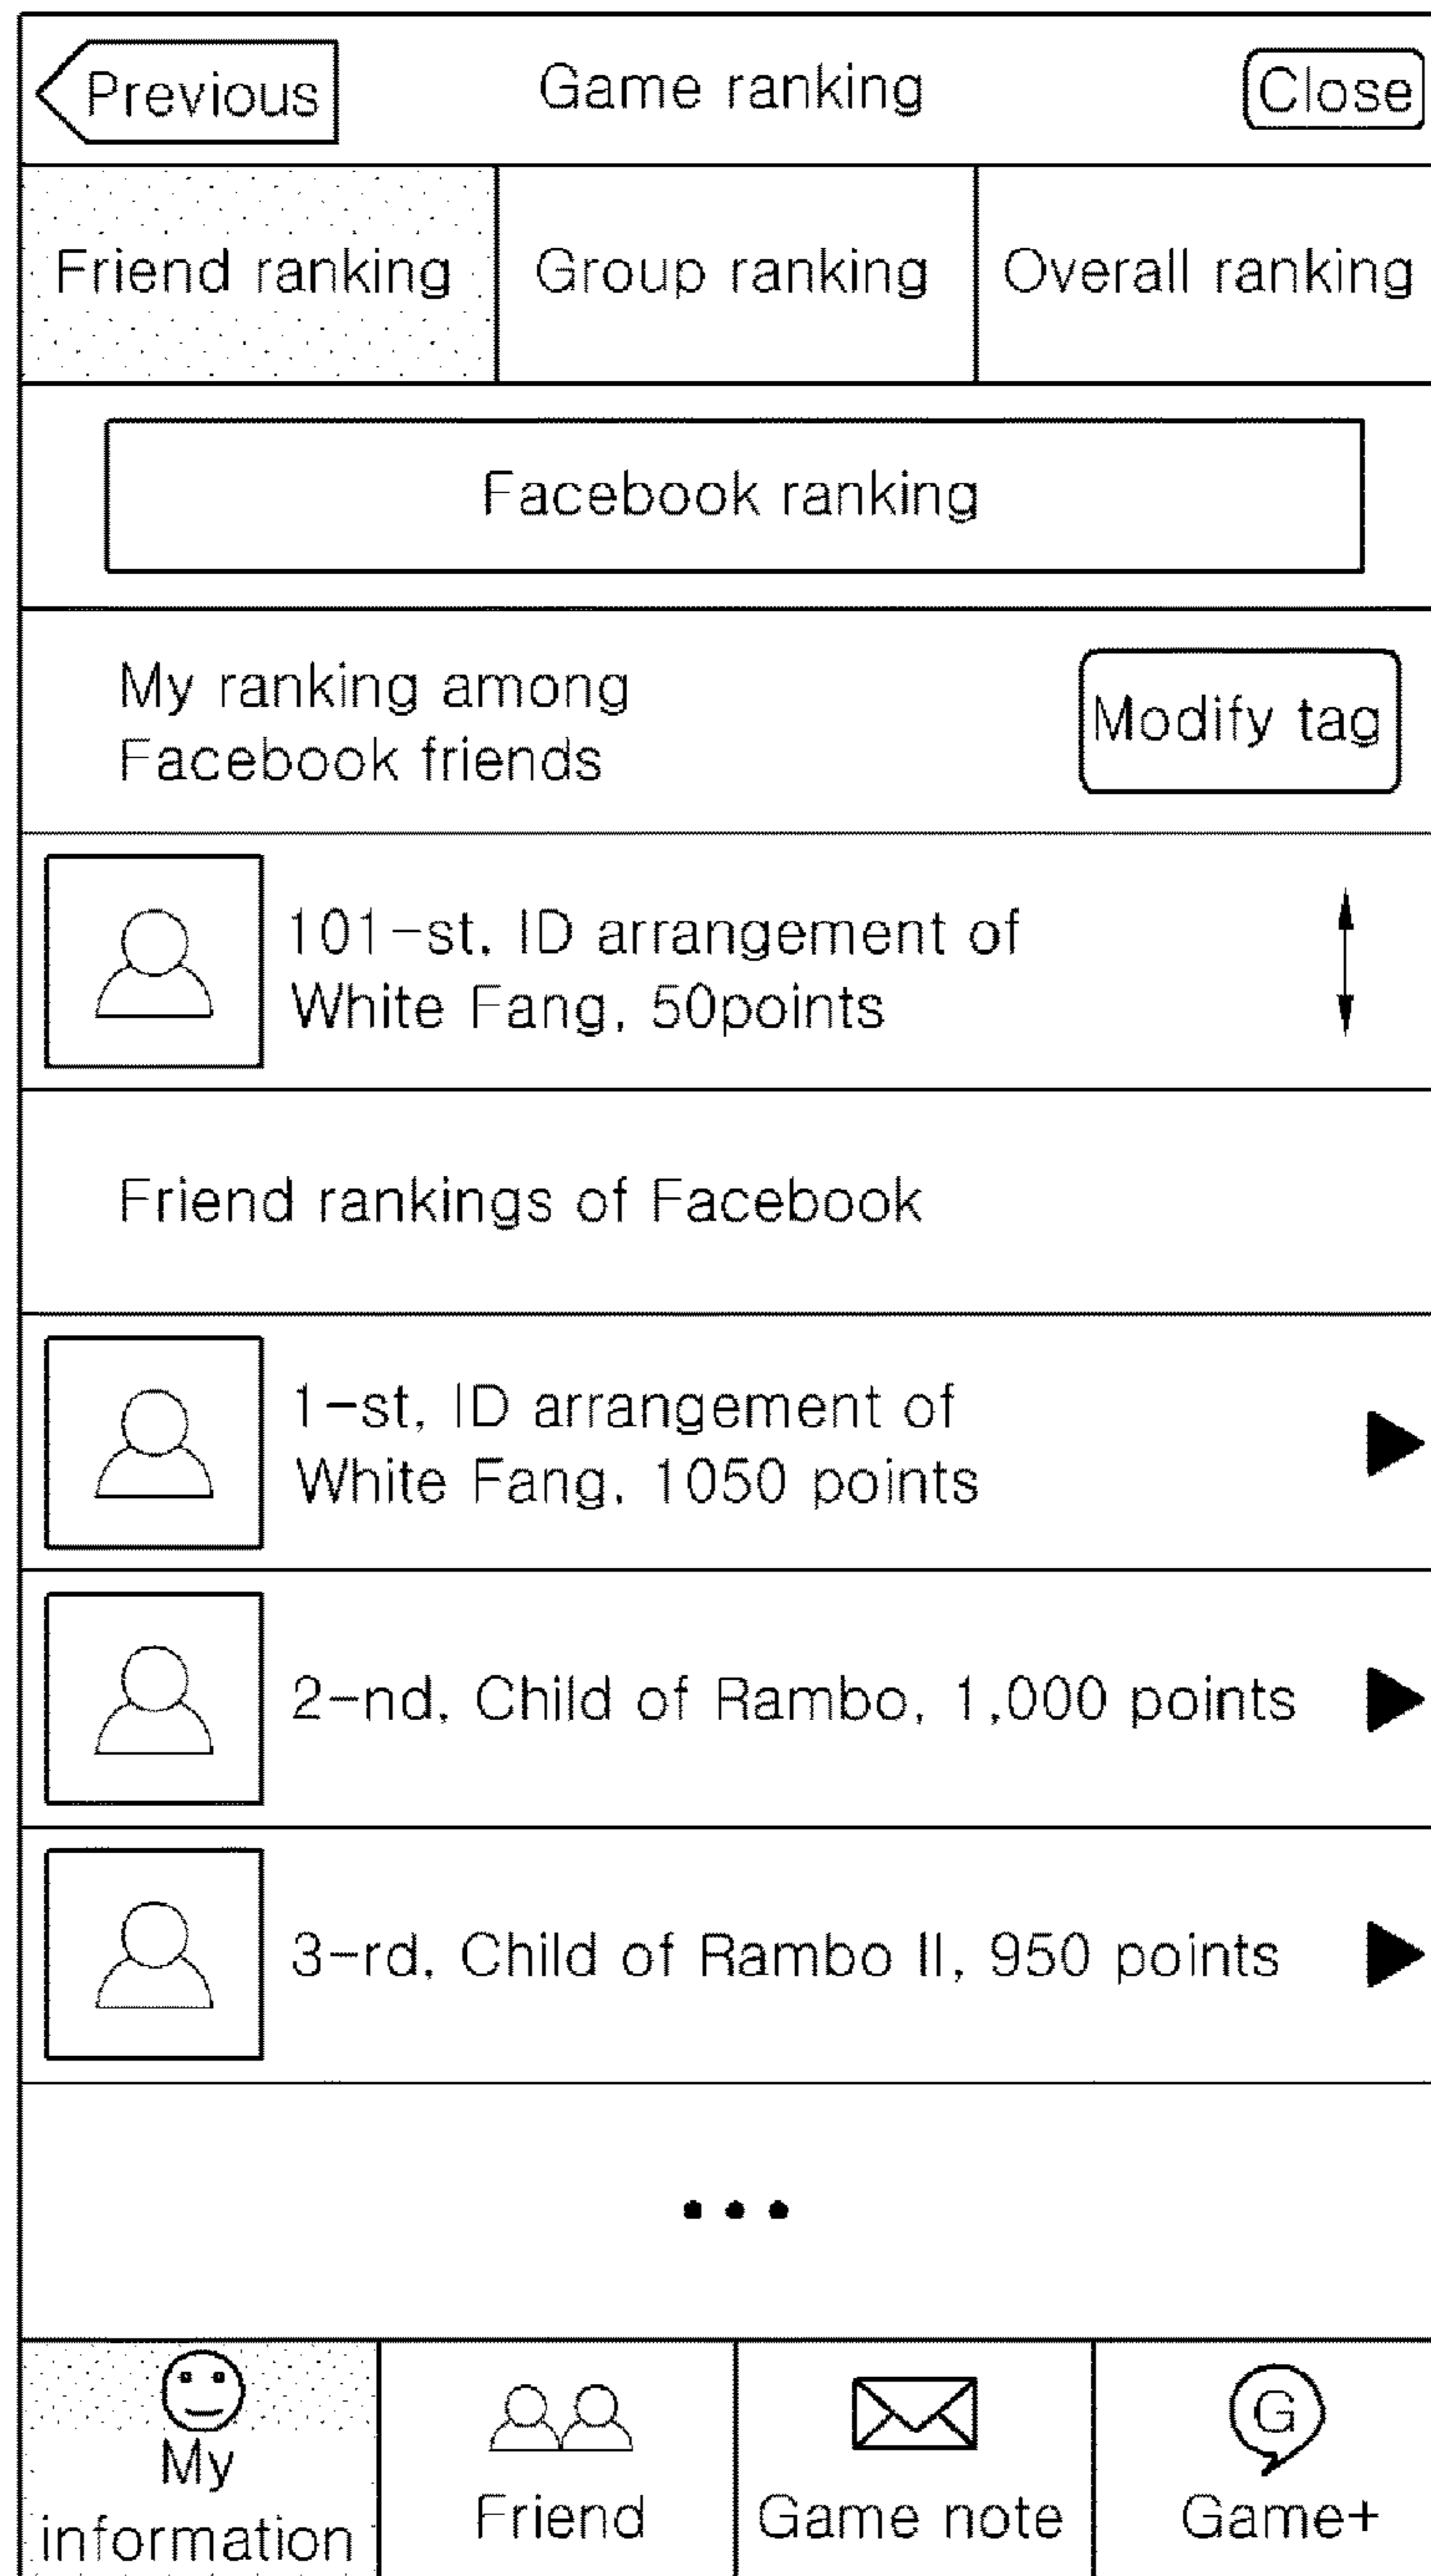 Previous
Game ranking
Close
Friend ranking
Group ranking
Overall ranking
Facebook ranking
My ranking among
Facebook friends
Modify tag
101-st, ID arrangement of
White Fang, 50points
Friend rankings of Facebook
1-st, ID arrangement of
White Fang, 1050 points
2-nd, Child of Rambo, 1,000 points
3-rd, Child of Rambo II, 950 points
•••
My
information
Friend
Game note
G
Game+